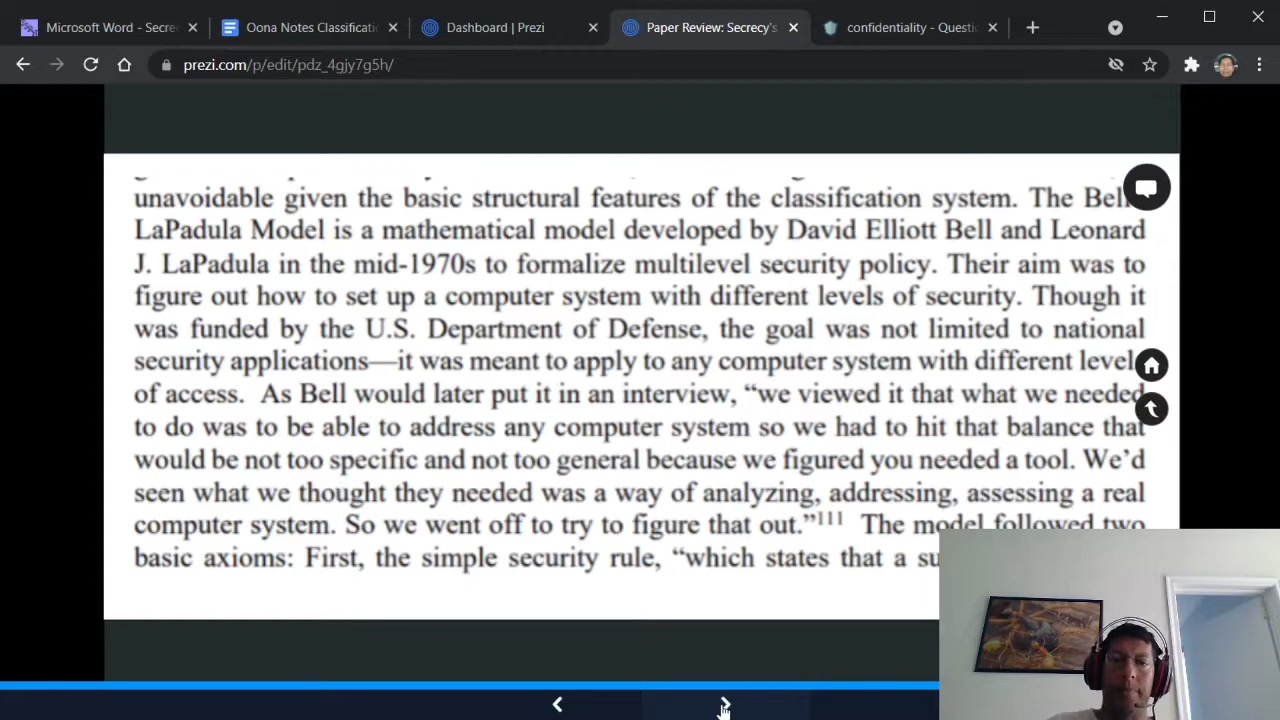 Microsoft Word - Secre
Oona Notes Classificati
Dashboard | Prezi
Paper Review: Secrecy's
confidentiality - Questi
prezi.com/p/edit/pdz_4gjy7g5h/
unavoidable given the basic structural features of the classification system. The Bell
LaPadula Model is a mathematical model developed by David Elliott Bell and Leonard
J. LaPadula in the mid-1970s to formalize multilevel security policy. Their aim was to
figure out how to set up a computer system with different levels of security. Though it
was funded by the U.S. Department of Defense, the goal was not limited to national
security applications—it was meant to apply to any computer system with different level
of access. As Bell would later put it in an interview, “we viewed it that what we needed
to do was to be able to address any computer system so we had to hit that balance that
would be not too specific and not too general because we figured you needed a tool. We’d
seen what we thought they needed was a way of analyzing, addressing, assessing a real
computer system. So we went off to try to figure that out.”111 The model followed two
basic axioms: First, the simple security rule, “which states that a su